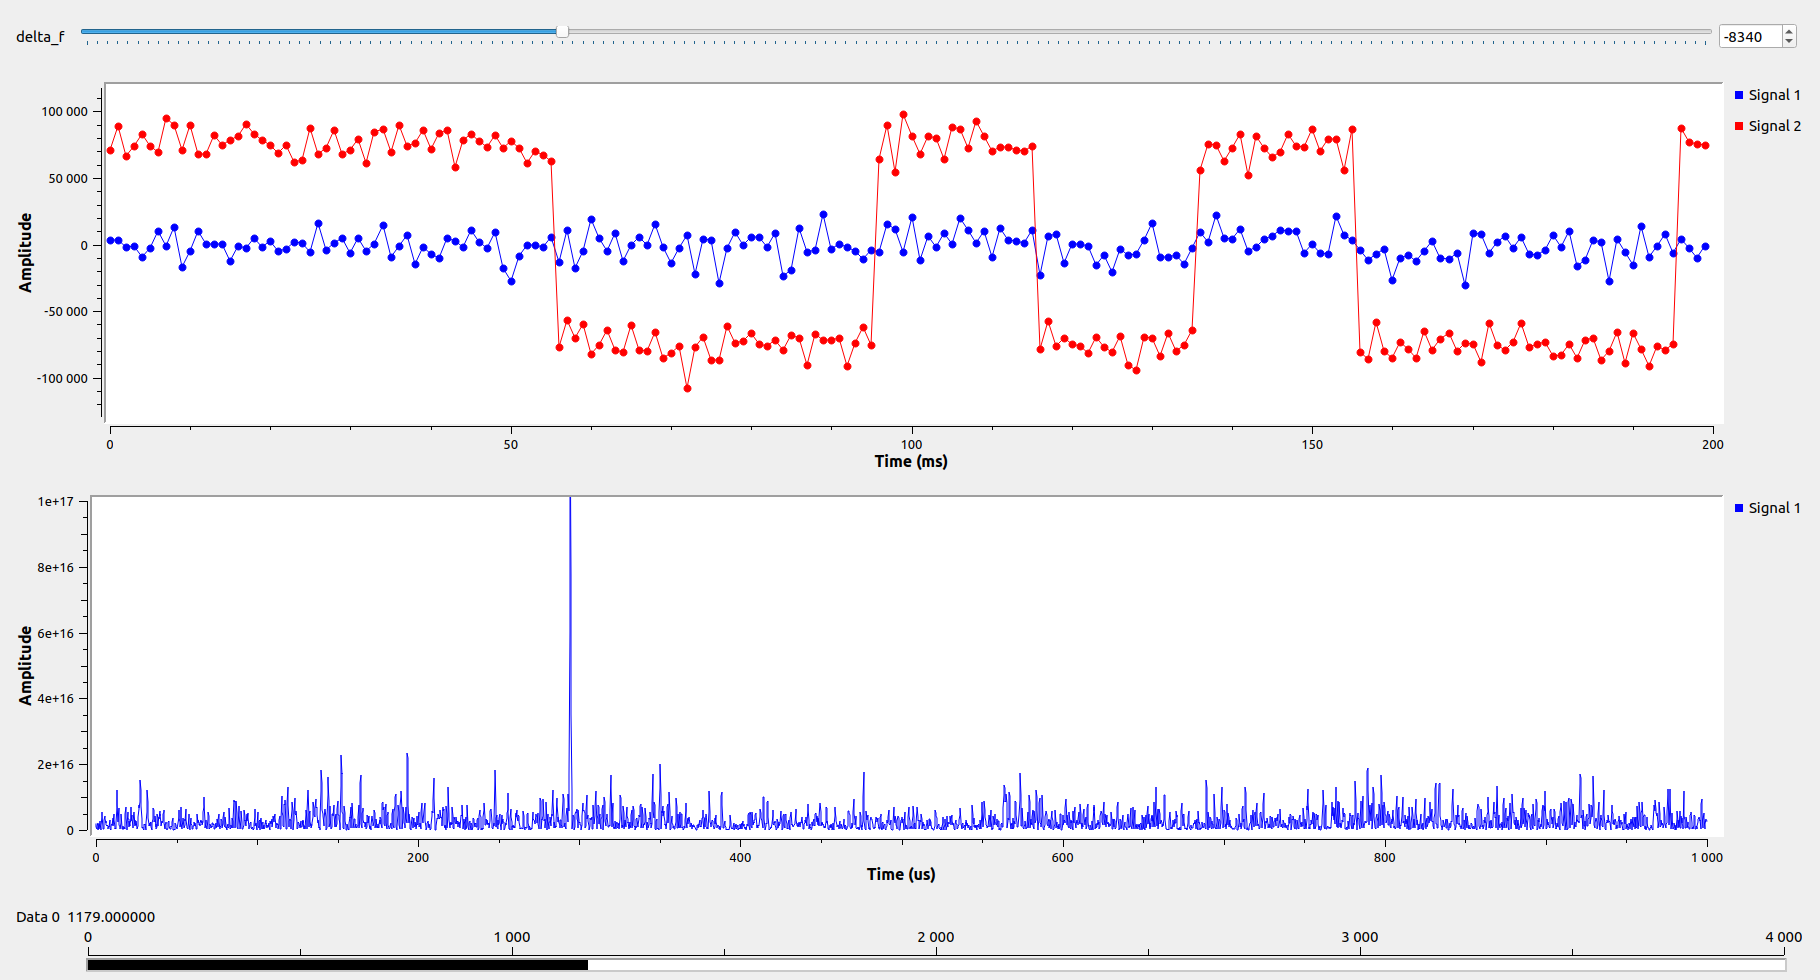 delta_f
-8340
Signal 1
Signal 2
100 000
50 000
0
-50 000
-100 000
Amplitude
0 50 100 150 200
Time (ms)
Signal 1
1e+17
8e+16
6e+16
4e+16
2e+16
0
Amplitude
0 200 400 600 800 1 000
Time (us)
Data 0 1179.000000
0 1 000 2 000 3 000 4 000